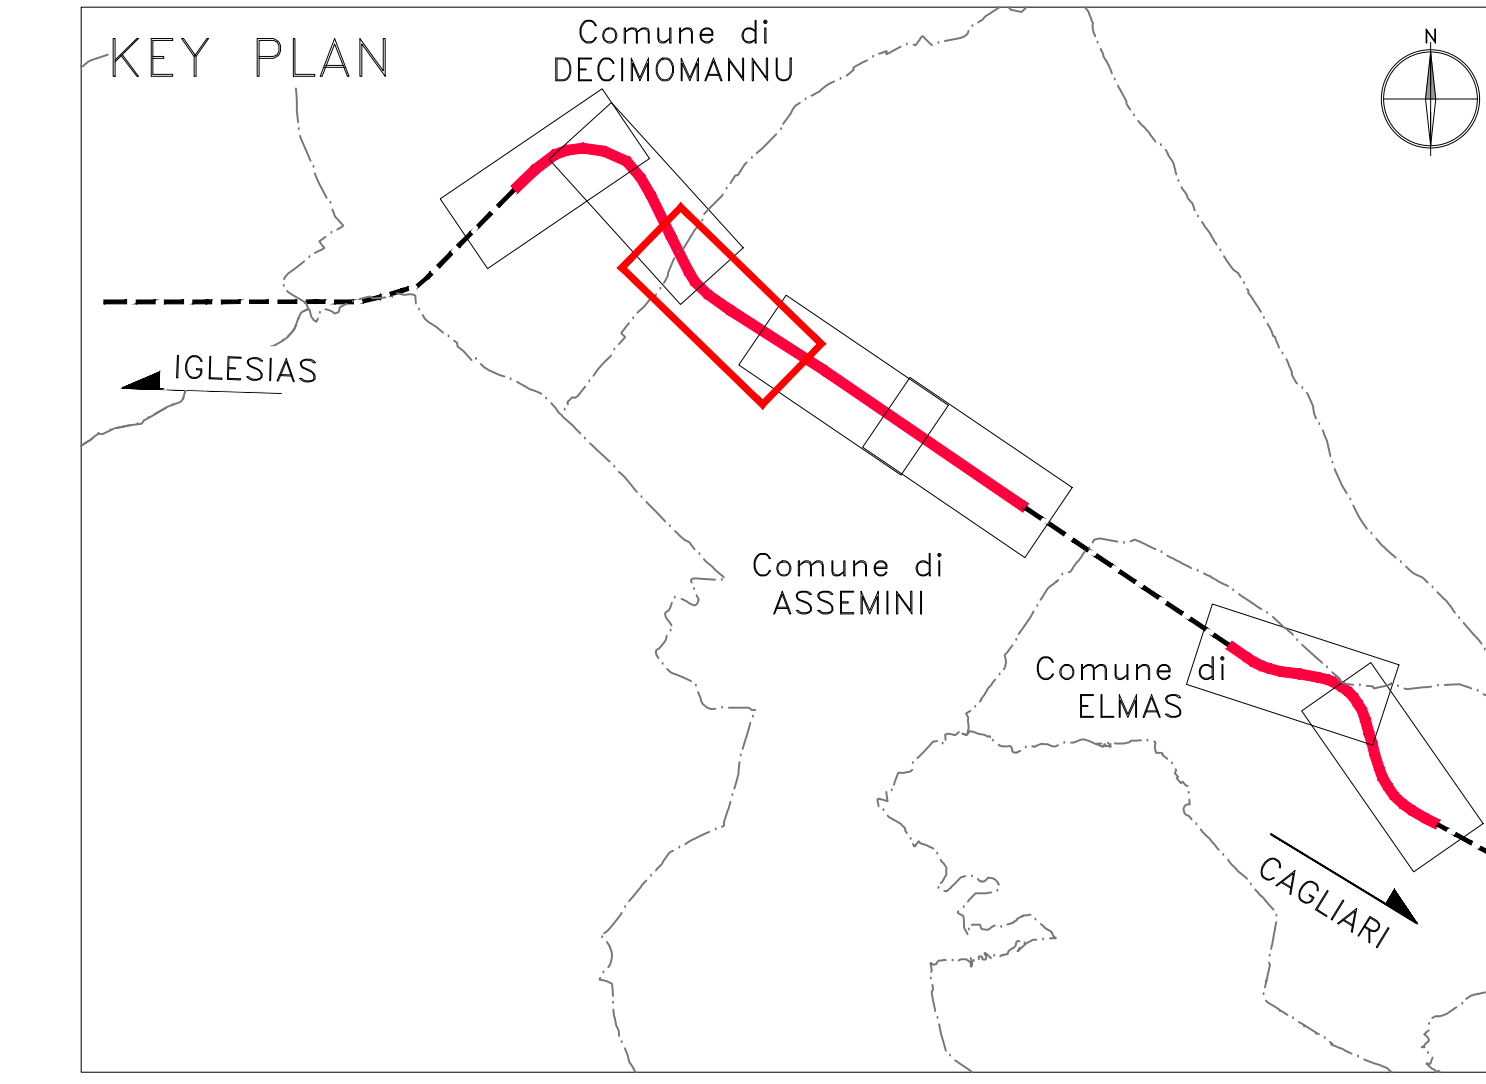 KEY PLAN
Comune di
DECIMOMANNU
N
IGLESIAS
Comune di
ASSEMINI
Comune di
ELMAS
CAGLIARI